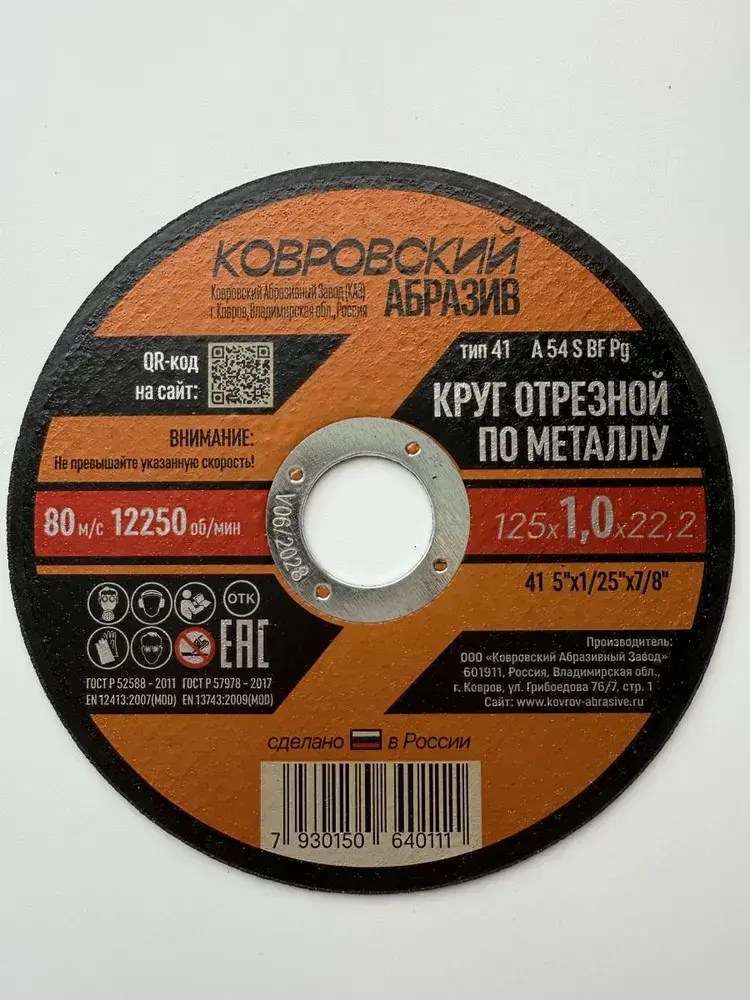 КОВРОВСКИЙ
АБРАЗИВ
Ковровский Абразивный Завод (КАЗ)
г. Ковров, Владимирская обл., Россия
QR-код
на сайт:
тип 41 A 54 S BF Pg
КРУГ ОТРЕЗНОЙ
ПО МЕТАЛЛУ
ВНИМАНИЕ:
Не превышайте указанную скорость!
80 м/с 12250 об/мин
V06/2028
125x1,0x22,2
41 5"x1/25"x7/8"
ОТК
EAC
ГОСТ Р 52588 - 2011 ГОСТ Р 57978 - 2017
EN 12413:2007(MOD) EN 13743:2009(MOD)
Производитель:
ООО «Ковровский Абразивный Завод»
601911, Россия, Владимирская обл.,
г. Ковров, ул. Грибоедова 76/7, стр. 1
Сайт: www.kovrov-abrasive.ru
сделано в России
7 930150 640111